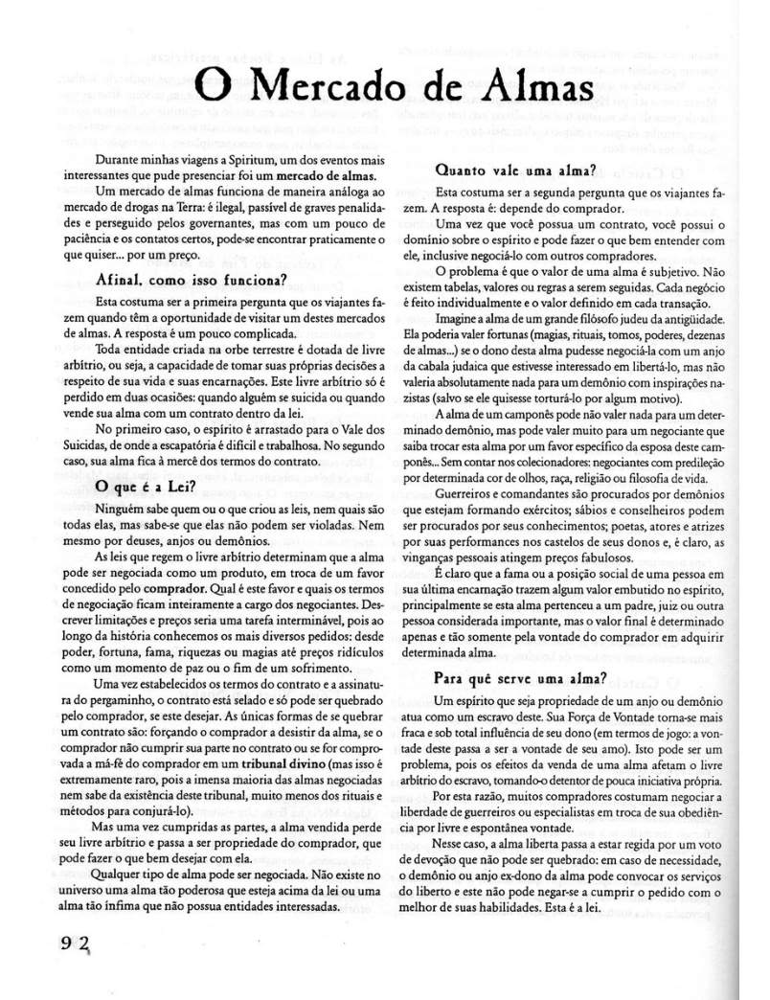 O Mercado de Almas
Durante minhas viagens a Spiritum, um dos eventos mais
interessantes que pude presenciar foi um mercado de almas.
Um mercado de almas funciona de maneira análoga ao
mercado de drogas na Terra: é ilegal, passível de graves penalida-
des e perseguido pelos governantes, mas com um pouco de
paciência e os contatos certos, pode-se encontrar praticamente o
que quiser... por um preço.
Afinal, como isso funciona?
Esta costuma ser a primeira pergunta que os viajantes fa-
zem quando têm a oportunidade de visitar um destes mercados
de almas. A resposta é um pouco complicada.
Toda entidade criada na orbe terrestre é dotada de livre
arbítrio, ou seja, a capacidade de tomar suas próprias decisões a
respeito de sua vida e suas encarnações. Este livre arbítrio só é
perdido em duas ocasiões: quando alguém se suicida ou quando
vende sua alma com um contrato dentro da lei.
No primeiro caso, o espírito é arrastado para o Vale dos
Suicidas, de onde a escapatória é difícil e trabalhosa. No segundo
caso, sua alma fica à mercê dos termos do contrato.
O que é a Lei?
Ninguém sabe quem ou o que criou as leis, nem quais são
todas elas, mas sabe-se que elas não podem ser violadas. Nem
mesmo por deuses, anjos ou demônios.
As leis que regem o livre arbítrio determinam que a alma
pode ser negociada como um produto, em troca de um favor
concedido pelo comprador. Qual é este favor e quais os termos
de negociação ficam inteiramente a cargo dos negociantes. Des-
crever limitações e preços seria uma tarefa interminável, pois ao
longo da história conhecemos os mais diversos pedidos: desde
poder, fortuna, fama, riquezas ou magias até preços ridículos
como um momento de paz ou o fim de um sofrimento.
Uma vez estabelecidos os termos do contrato e a assinatu-
ra do pergaminho, o contrato está selado e só pode ser quebrado
pelo comprador, se este desejar. As únicas formas de se quebrar
um contrato são: forçando o comprador a desistir da alma, se o
comprador não cumprir sua parte no contrato ou se for compro-
vada a má-fé do comprador em um tribunal divino (mas isso é
extremamente raro, pois a imensa maioria das almas negociadas
nem sabe da existência deste tribunal, muito menos dos rituais e
métodos para conjurá-lo).
Mas uma vez cumpridas as partes, a alma vendida perde
seu livre arbítrio e passa a ser propriedade do comprador, que
pode fazer o que bem desejar com ela.
Qualquer tipo de alma pode ser negociada. Não existe no
universo uma alma tão poderosa que esteja acima da lei ou uma
alma tão ínfima que não possua entidades interessadas.
Quanto vale uma alma?
Esta costuma ser a segunda pergunta que os viajantes fa-
zem. A resposta é: depende do comprador.
Uma vez que você possua um contrato, você possui o
domínio sobre o espírito e pode fazer o que bem entender com
ele, inclusive negociá-lo com outros compradores.
O problema é que o valor de uma alma é subjetivo. Não
existem tabelas, valores ou regras a serem seguidas. Cada negócio
é feito individualmente e o valor definido em cada transação.
Imagine a alma de um grande filósofo judeu da antigüidade.
Ela poderia valer fortunas (magias, rituais, tomos, poderes, dezenas
de almas...) se o dono desta alma pudesse negociá-la com um anjo
da cabala judaica que estivesse interessado em libertá-lo, mas não
valeria absolutamente nada para um demônio com inspirações na-
zistas (salvo se ele quisesse torturá-lo por algum motivo).
A alma de um camponês pode não valer nada para um deter-
minado demônio, mas pode valer muito para um negociante que
saiba trocar esta alma por um favor específico da esposa deste cam-
ponês... Sem contar nos colecionadores: negociantes com predileção
por determinada cor de olhos, raça, religião ou filosofia de vida.
Guerreiros e comandantes são procurados por demônios
que estejam formando exércitos; sábios e conselheiros podem
ser procurados por seus conhecimentos; poetas, atores e atrizes
por suas performances nos castelos de seus donos e, é claro, as
vinganças pessoais atingem preços fabulosos.
É claro que a fama ou a posição social de uma pessoa em
sua última encarnação trazem algum valor embutido no espírito,
principalmente se esta alma pertenceu a um padre, juiz ou outra
pessoa considerada importante, mas o valor final é determinado
apenas e tão somente pela vontade do comprador em adquirir
determinada alma.
Para quê serve uma alma?
Um espírito que seja propriedade de um anjo ou demônio
atua como um escravo deste. Sua Força de Vontade torna-se mais
fraca e sob total influência de seu dono (em termos de jogo: a von-
tade deste passa a ser a vontade de seu amo). Isto pode ser um
problema, pois os efeitos da venda de uma alma afetam o livre
arbítrio do escravo, tornando-o detentor de pouca iniciativa própria.
Por esta razão, muitos compradores costumam negociar a
liberdade de guerreiros ou especialistas em troca de sua obediên-
cia por livre e espontânea vontade.
Nesse caso, a alma liberta passa a estar regida por um voto
de devoção que não pode ser quebrado: em caso de necessidade,
o demônio ou anjo ex-dono da alma pode convocar os serviços
do liberto e este não pode negar-se a cumprir o pedido com o
melhor de suas habilidades. Esta é a lei.
92